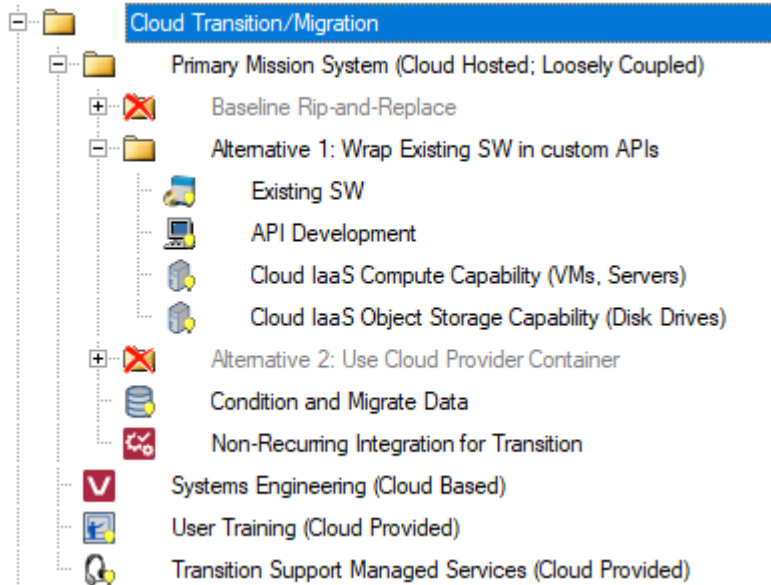 Cloud Transition/Migration
Primary Mission System (Cloud Hosted; Loosely Coupled)
Baseline Rip-and-Replace
Alternative 1: Wrap Existing SW in custom APIs
Existing SW
API Development
Cloud IaaS Compute Capability (VMs, Servers)
Cloud IaaS Object Storage Capability (Disk Drives)
Alternative 2: Use Cloud Provider Container
Condition and Migrate Data
Non-Recurring Integration for Transition
Systems Engineering (Cloud Based)
User Training (Cloud Provided)
Transition Support Managed Services (Cloud Provided)